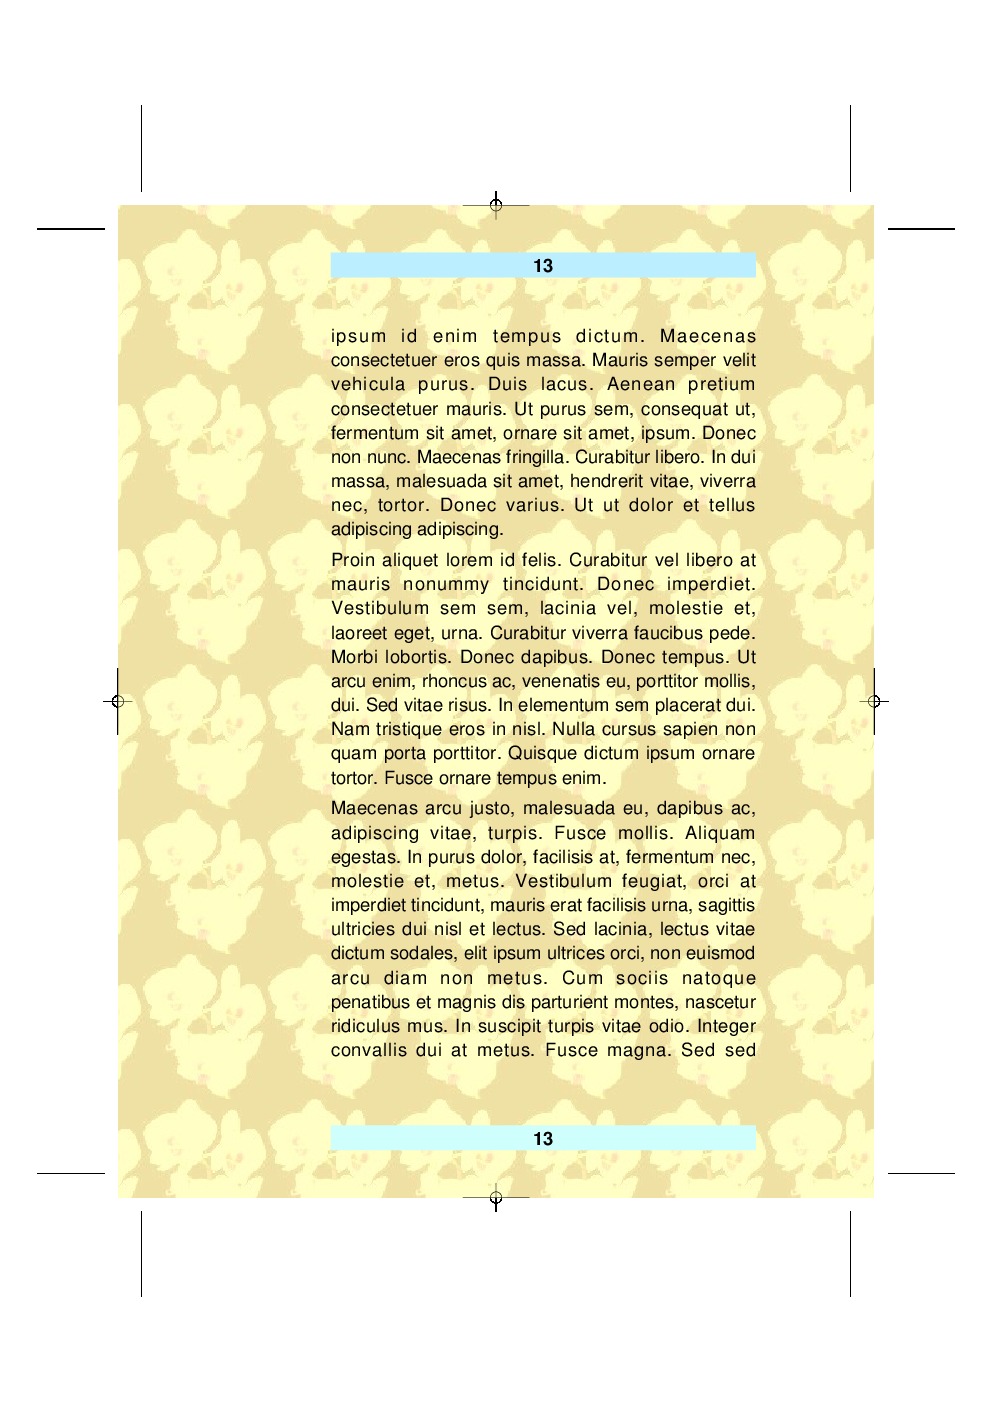 13
ipsum id enim tempus dictum. Maecenas
consectetuer eros quis massa. Mauris semper velit
vehicula purus. Duis lacus. Aenean pretium
consectetuer mauris. Ut purus sem, consequat ut,
fermentum sit amet, ornare sit amet, ipsum. Donec
non nunc. Maecenas fringilla. Curabitur libero. In dui
massa, malesuada sit amet, hendrerit vitae, viverra
nec, tortor. Donec varius. Ut ut dolor et tellus
adipiscing adipiscing.
Proin aliquet lorem id felis. Curabitur vel libero at
mauris nonummy tincidunt. Donec imperdiet.
Vestibulum sem sem, lacinia vel, molestie et,
laoreet eget, urna. Curabitur viverra faucibus pede.
Morbi lobortis. Donec dapibus. Donec tempus. Ut
arcu enim, rhoncus ac, venenatis eu, porttitor mollis,
dui. Sed vitae risus. In elementum sem placerat dui.
Nam tristique eros in nisl. Nulla cursus sapien non
quam porta porttitor. Quisque dictum ipsum ornare
tortor. Fusce ornare tempus enim.
Maecenas arcu justo, malesuada eu, dapibus ac,
adipiscing vitae, turpis. Fusce mollis. Aliquam
egestas. In purus dolor, facilisis at, fermentum nec,
molestie et, metus. Vestibulum feugiat, orci at
imperdiet tincidunt, mauris erat facilisis urna, sagittis
ultricies dui nisl et lectus. Sed lacinia, lectus vitae
dictum sodales, elit ipsum ultrices orci, non euismod
arcu diam non metus. Cum sociis natoque
penatibus et magnis dis parturient montes, nascetur
ridiculus mus. In suscipit turpis vitae odio. Integer
convallis dui at metus. Fusce magna. Sed sed
13